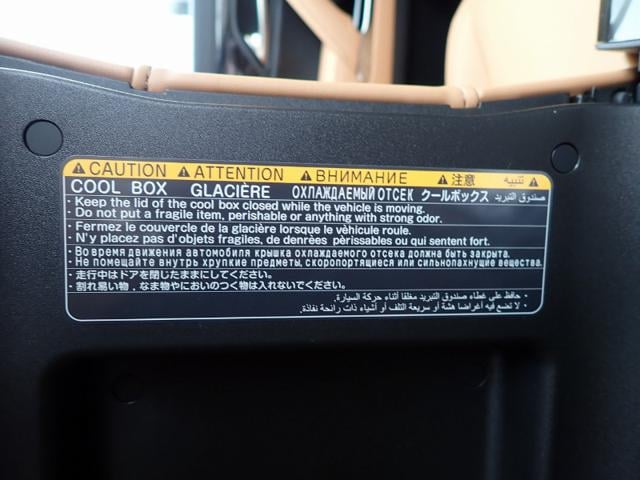 ⚠CAUTION ⚠ATTENTION ⚠ВНИМАНИЕ ⚠注意 ⚠تنبيه
COOL BOX GLACIÈRE ОХЛАЖДАЕМЫЙ ОТСЕК クールボックス صندوق التبريد
・Keep the lid of the cool box closed while the vehicle is moving.
・Do not put a fragile item, perishable or anything with strong odor.
・Fermez le couvercle de la glacière lorsque le vèhicule roule.
・N'y placez pas d'objets fragiles, de denrèes pèrissables ou qui sentent fort.
・Во время движения автомобиля крышка охлаждаемого отсека должна быть закрыта.
・Не помещайте внутрь хрупкие предметы, скоропортящиеся или сильнопахнущие вещества.
・走行中はドアを閉じたままにしてください。
・割れ易い物、なま物やにおいのつく物は入れないでください。
・حافظ على غطاء صندوق التبريد مغلقا أثناء حركة السيارة.
・لا تضع فيه أغراضا هشة أو سريعة التلف أو أشياء ذات رائحة نفاذة.